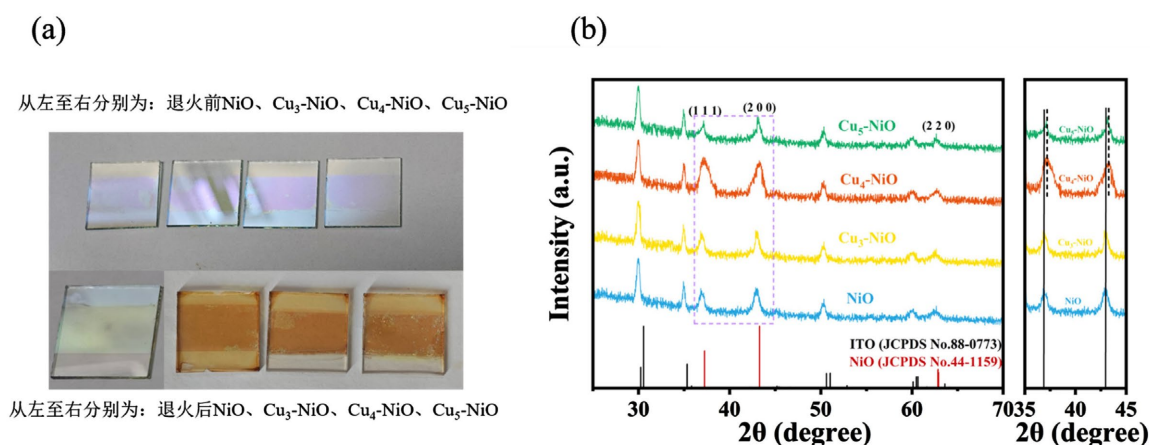 (a)
从左至右分别为：退火前NiO、Cu₃-NiO、Cu₄-NiO、Cu₅-NiO
从左至右分别为：退火后NiO、Cu₃-NiO、Cu₄-NiO、Cu₅-NiO
(b)
Intensity (a.u.)
(1 1 1)
(2 0 0)
(2 2 0)
Cu₅-NiO
Cu₄-NiO
Cu₃-NiO
NiO
ITO (JCPDS No.88-0773)
NiO (JCPDS No.44-1159)
30 40 50 60 70
2θ (degree)
Cu₅-NiO
Cu₄-NiO
Cu₃-NiO
NiO
35 40 45
2θ (degree)